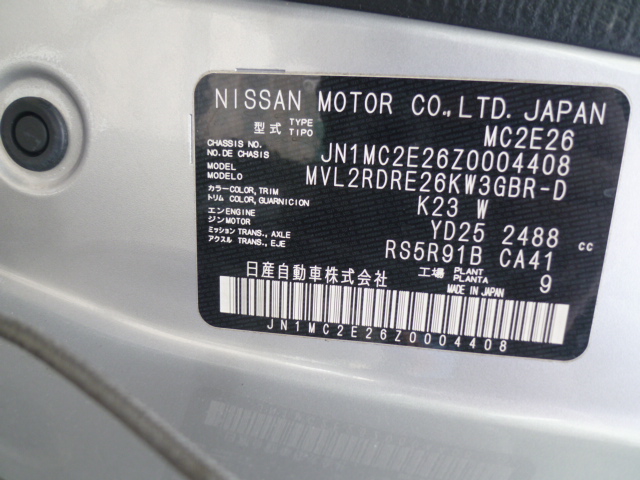 NISSAN MOTOR CO.,LTD. JAPAN
型式 TYPE TIPO MC2E26
CHASSIS NO. NO.DE CHASIS JN1MC2E26Z0004408
MODEL MODELO MVL2RDRE26KW3GBR-D
カラー COLOR, TRIM トリム COLOR, GUARNICION K23 W
エンジン ENGINE ジン MOTOR YD25 2488 cc
ミッション TRANS., AXLE アクスル TRANS., EJE RS5R91B CA41
工場 PLANT PLANTA 9
日産自動車株式会社 MADE IN JAPAN
JN1MC2E26Z0004408